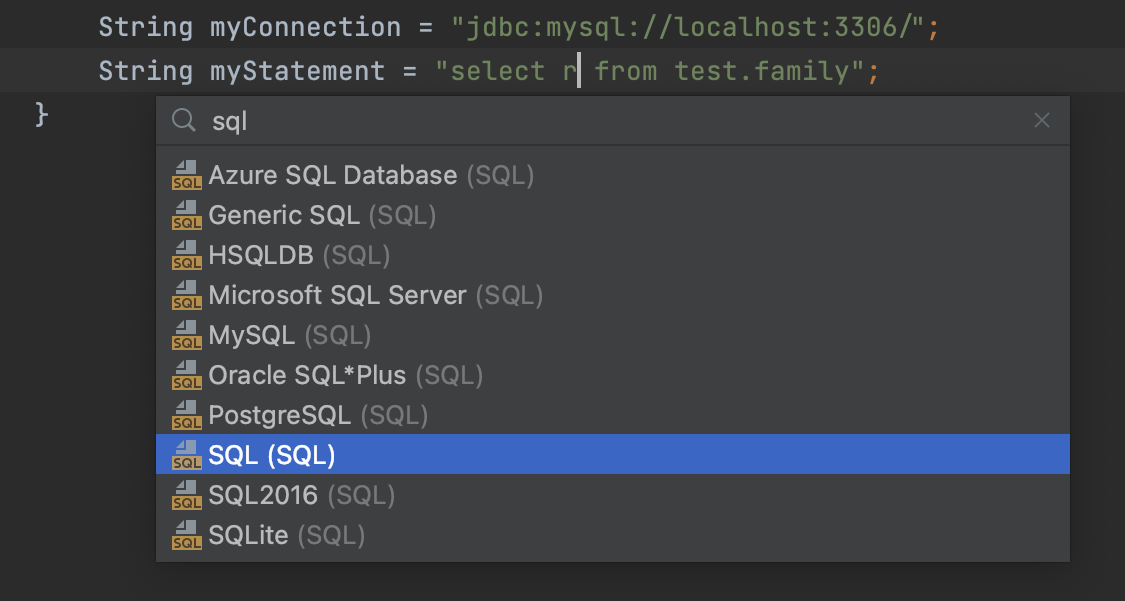 String myConnection = "jdbc:mysql://localhost:3306/";
String myStatement = "select r from test.family";
}
sql
SQL Azure SQL Database (SQL)
SQL Generic SQL (SQL)
SQL HSQLDB (SQL)
SQL Microsoft SQL Server (SQL)
SQL MySQL (SQL)
SQL Oracle SQL*Plus (SQL)
SQL PostgreSQL (SQL)
SQL SQL (SQL)
SQL SQL2016 (SQL)
SQL SQLite (SQL)